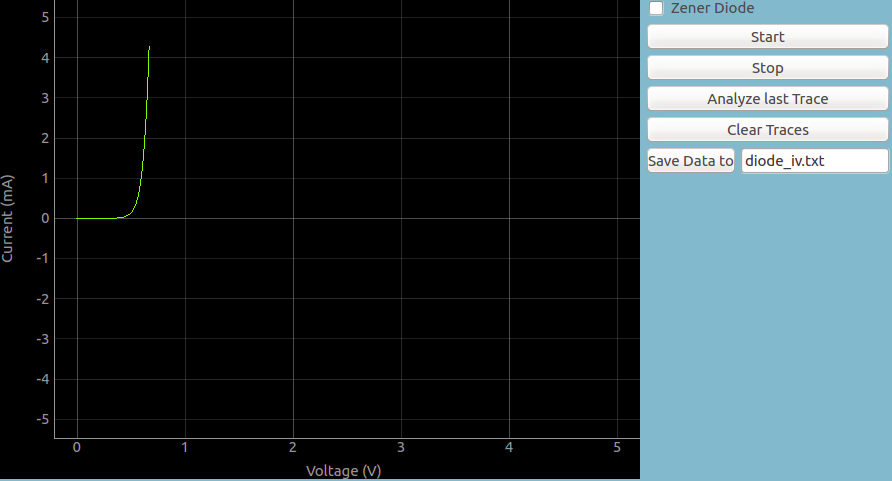 5
4
3
2
1
0
-1
-2
-3
-4
-5
Current (mA)
0 1 2 3 4 5
Voltage (V)
Zener Diode
Start
Stop
Analyze last Trace
Clear Traces
Save Data to diode_iv.txt